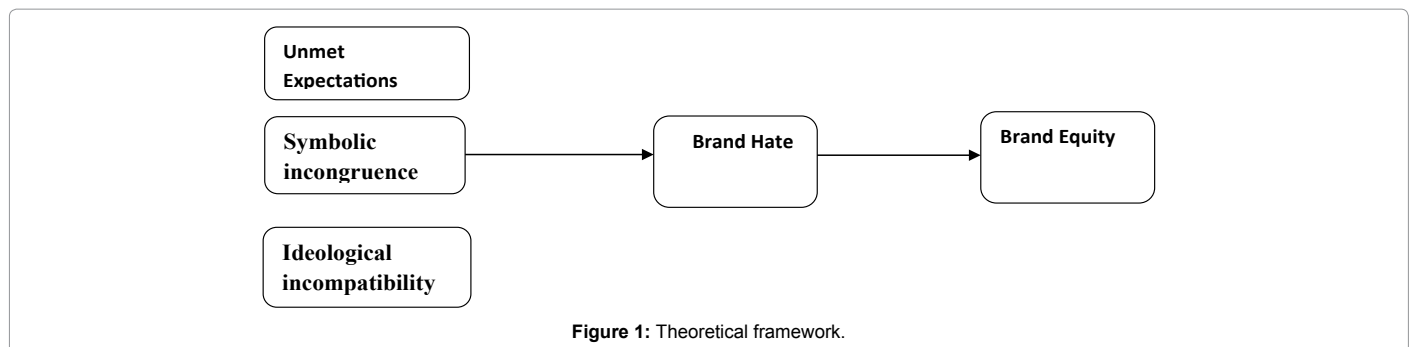 Unmet
Expectations
Symbolic
incongruence
Brand Hate
Brand Equity
Ideological
incompatibility
Figure 1: Theoretical framework.